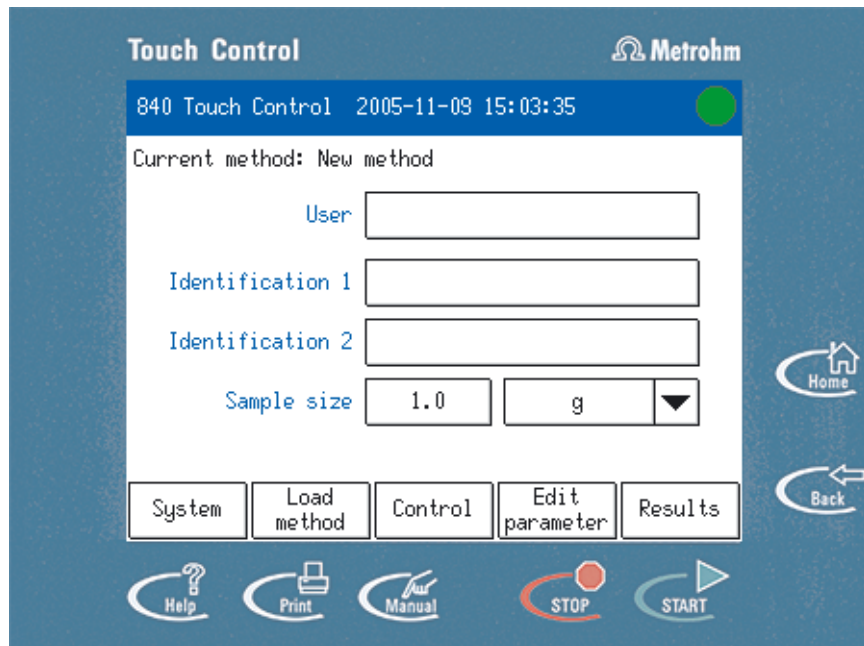 Touch Control Metrohm
840 Touch Control 2005-11-09 15:03:35
Current method: New method
User
Identification 1
Identification 2
Sample size 1.0 g
Home
Back
System Load method Control Edit parameter Results
Help Print Manual STOP START